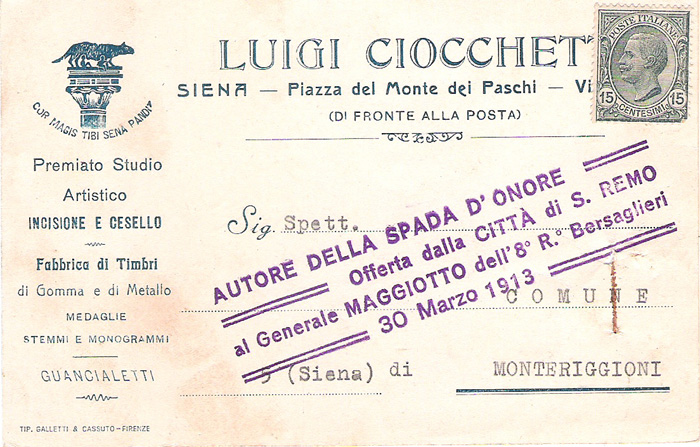 COR MAGIS TIBI SENA PANDIT
Premiato Studio
Artistico
INCISIONE E CESELLO
Fabbrica di Timbri
di Gomma e di Metallo
MEDAGLIE
STEMMI E MONOGRAMMI
GUANCIALETTI
TIP. GALLETTI & CASSUTO - FIRENZE
LUIGI CIOCCHET
SIENA — Piazza del Monte dei Paschi — Vi
(DI FRONTE ALLA POSTA)
POSTE ITALIANE
15 CENTESIMI 15
Sig. Spett.
AUTORE DELLA SPADA D'ONORE
Offerta dalla CITTÀ di S. REMO
al Generale MAGGIOTTO dell'8° R.° Bersaglieri
30 Marzo 1913
COMUNE
(Siena) di MONTERIGGIONI